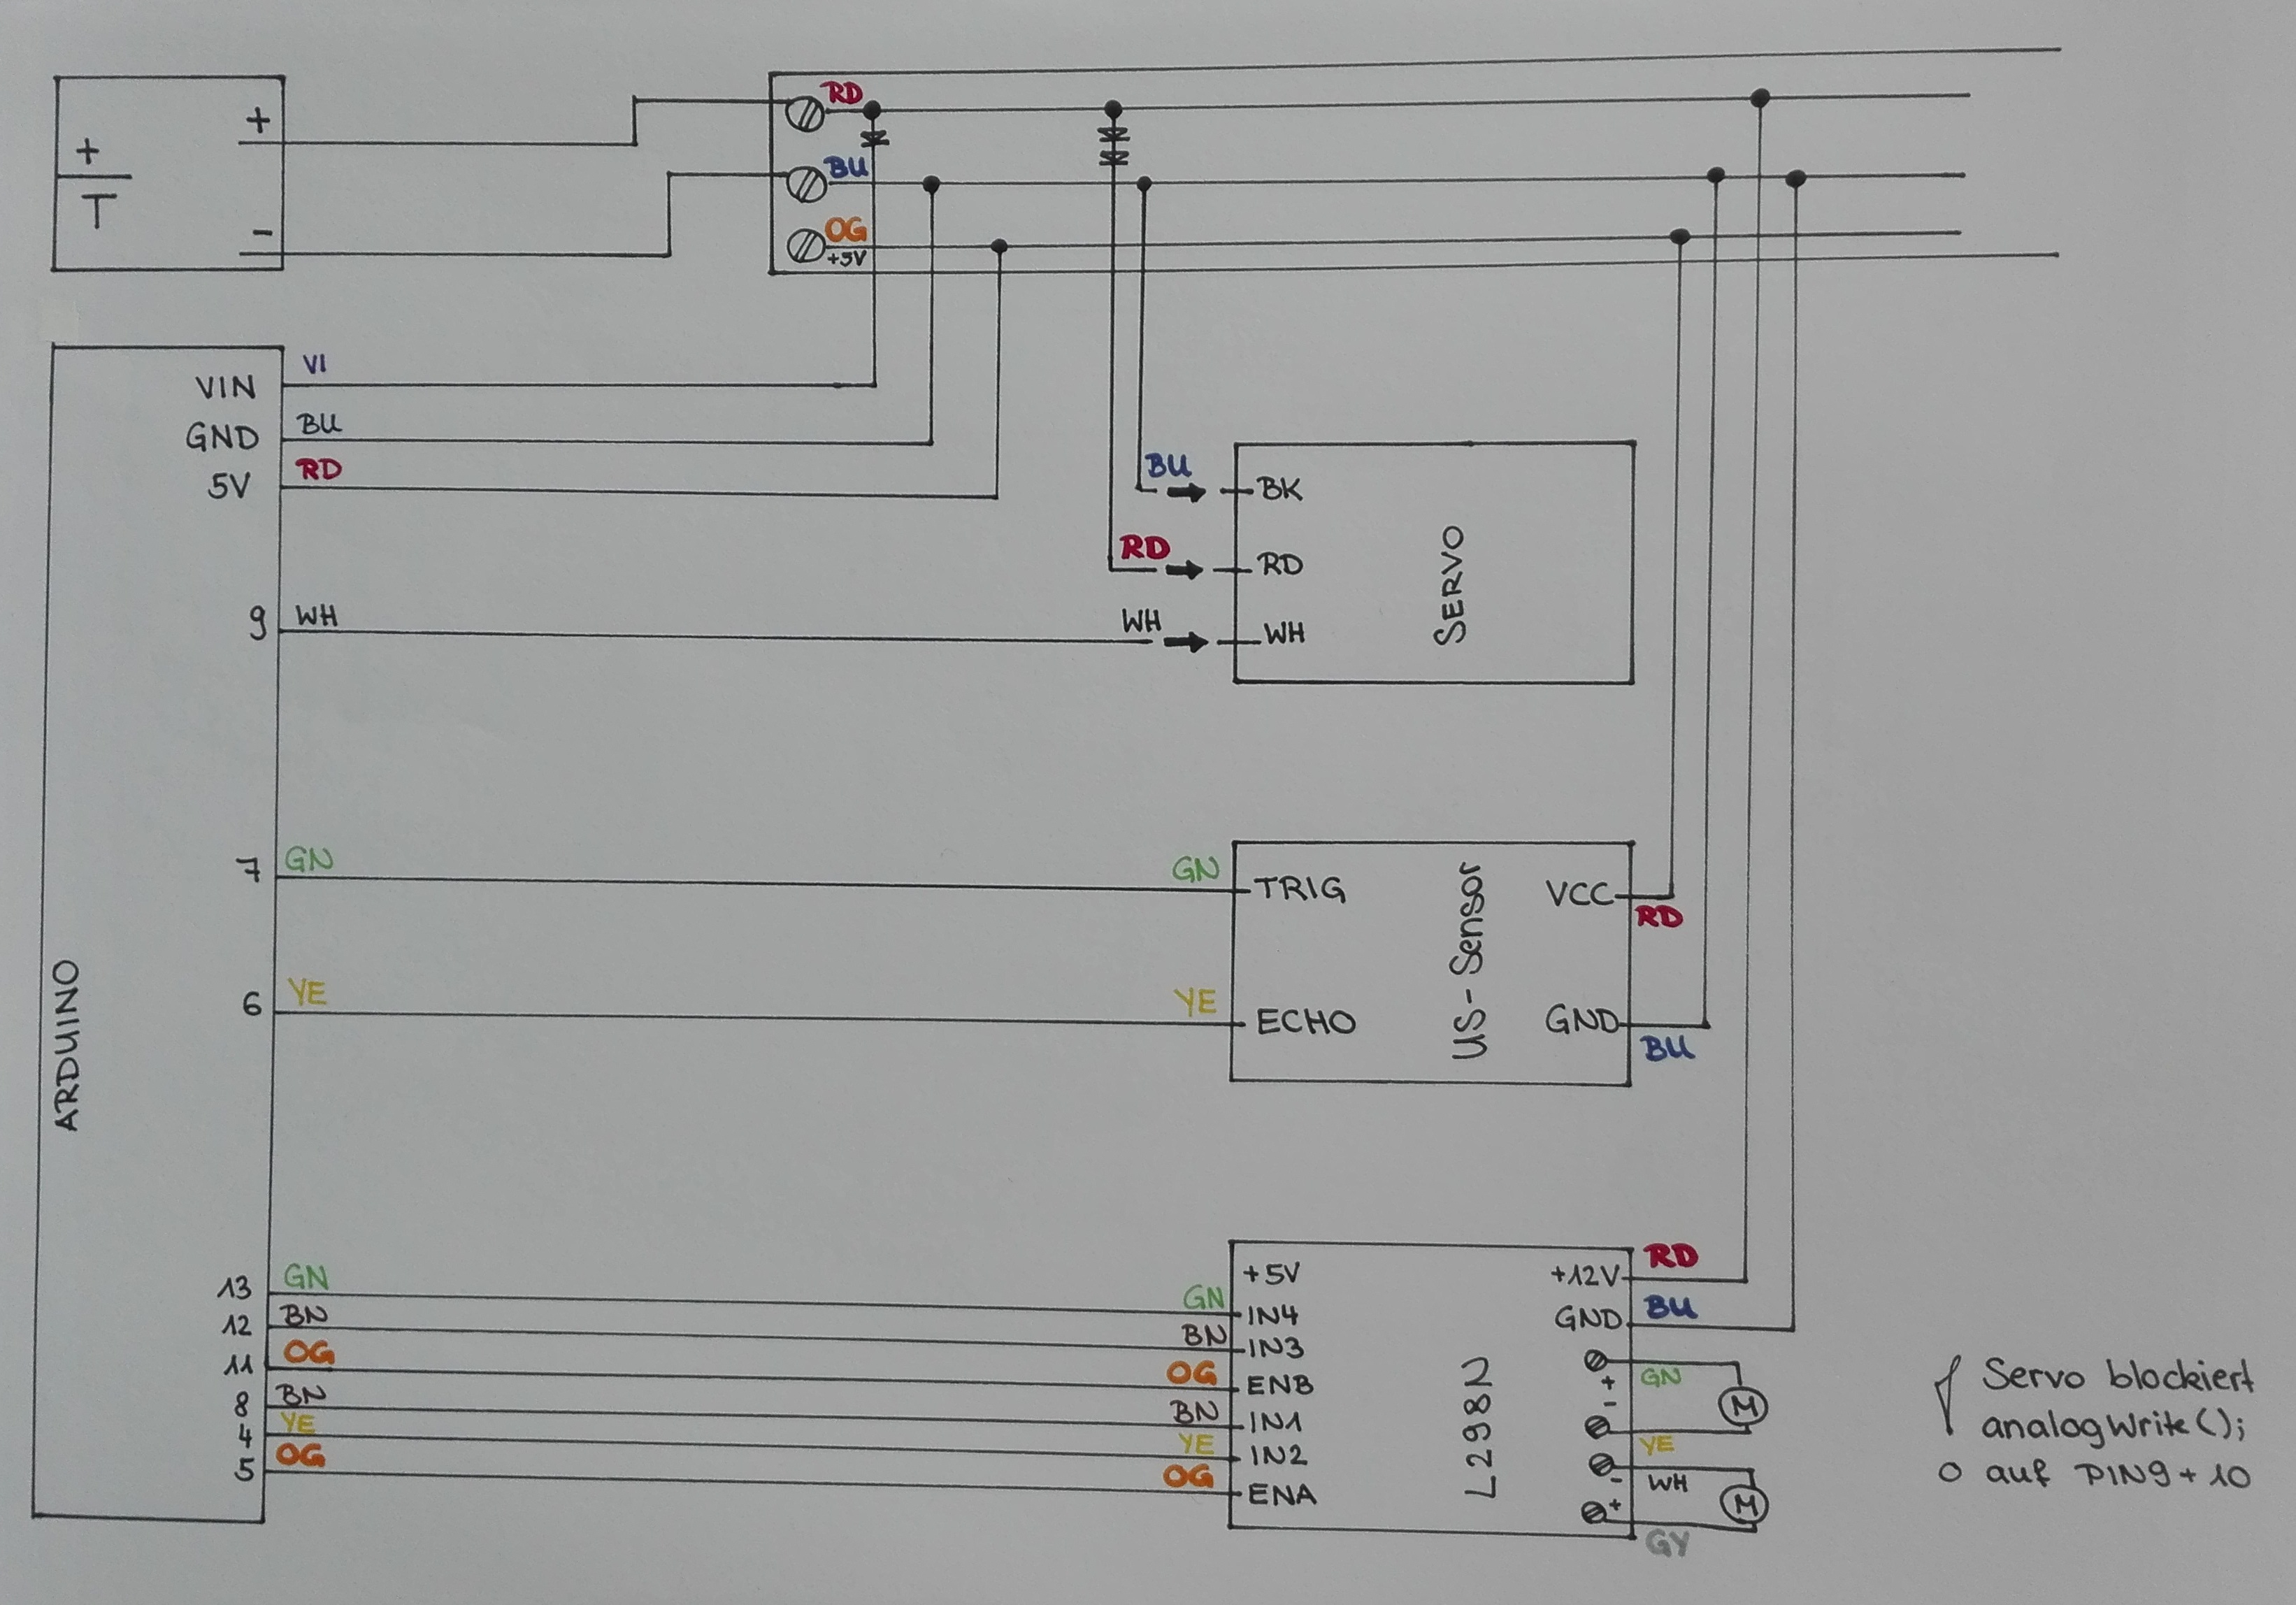 +
+
T
-
RD
BU
OG
+5V
VIN VI
GND BU
5V RD
9 WH
BU BK
RD RD
WH WH
SERVO
7 GN
GN TRIG
VCC RD
6 YE
YE ECHO
GND BU
US-Sensor
ARDUINO
13 GN
12 BN
11 OG
8 BN
4 YE
5 OG
+5V
GN IN4
BN IN3
OG ENB
BN IN1
YE IN2
OG ENA
L2982
+12V RD
GND BU
GN
+
- M
YE
WH
- M
+
GY
! Servo blockiert
analogWrite();
auf PIN9+10